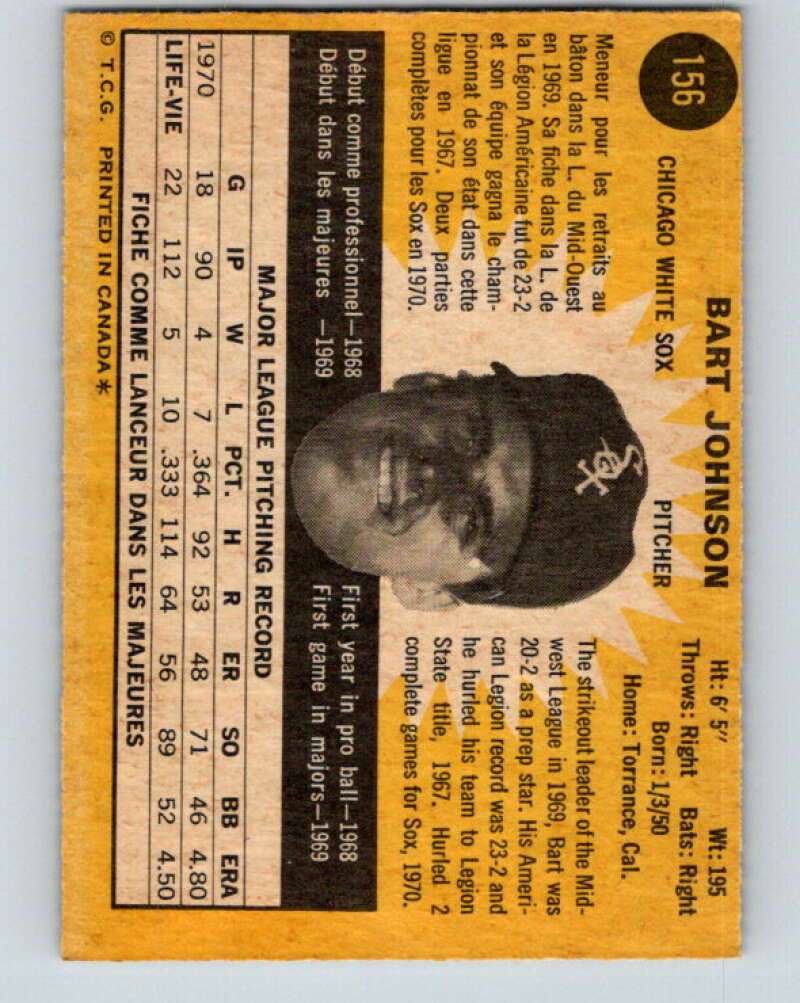 156
BART JOHNSON
CHICAGO WHITE SOX
PITCHER
Ht: 6' 5" Wt: 195
Throws: Right Bats: Right
Born: 1/3/50
Home: Torrance, Cal.
Meneur pour les retraits au
bâton dans la L. du Mid-Ouest
en 1969. Sa fiche dans la L. de
la Légion Américaine fut de 23-2
et son équipe gagna le cham-
pionnat de son état dans cette
ligue en 1967. Deux parties
complètes pour les Sox en 1970.
The strikeout leader of the Mid-
west League in 1969, Bart was
20-2 as a prep star. His Ameri-
can Legion record was 23-2 and
he hurled his team to Legion
State title, 1967. Hurled 2
complete games for Sox, 1970.
SOX
Début comme professionnel—1968
Début dans les majeures —1969
First year in pro ball—1968
First game in majors—1969
MAJOR LEAGUE PITCHING RECORD
G IP W L PCT. H R ER SO BB ERA
1970 18 90 4 7 .364 92 53 48 71 46 4.80
LIFE-VIE 22 112 5 10 .333 114 64 56 89 52 4.50
FICHE COMME LANCEUR DANS LES MAJEURES
© T.C.G. PRINTED IN CANADA *